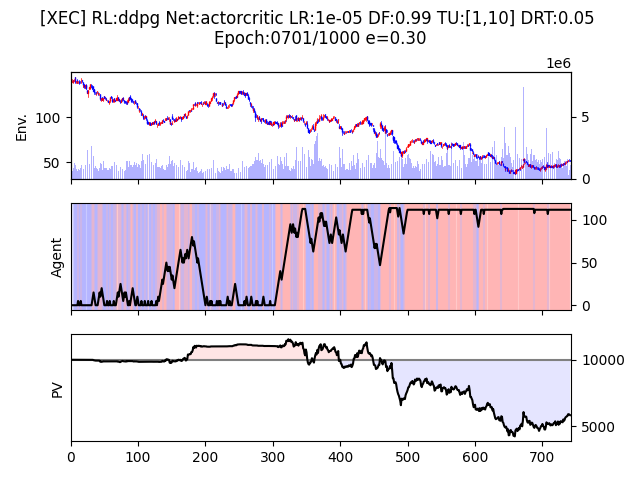 [XEC] RL:ddpg Net:actorcritic LR:1e-05 DF:0.99 TU:[1,10] DRT:0.05
Epoch:0701/1000 e=0.30
1e6
Env.
100
50
5
0
Agent
100
50
0
PV
10000
5000
0 100 200 300 400 500 600 700